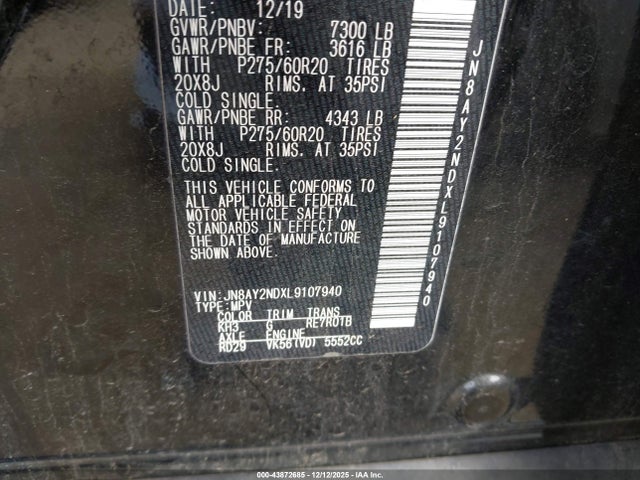 DATE: 12/19
GVWR/PNBV: 7300 LB
GAWR/PNBE FR: 3616 LB
WITH P275/60R20 TIRES
20X8J RIMS. AT 35PSI
COLD SINGLE.
GAWR/PNBE RR: 4343 LB
WITH P275/60R20 TIRES
20X8J RIMS. AT 35PSI
COLD SINGLE.
THIS VEHICLE CONFORMS TO
ALL APPLICABLE FEDERAL
MOTOR VEHICLE SAFETY
STANDARDS IN EFFECT ON
THE DATE OF MANUFACTURE
SHOWN ABOVE.
VIN: JN8AY2NDXL9107940
TYPE: MPV
COLOR TRIM TRANS
KH3 G RE7R01B
AXLE ENGINE
RD29 VK56(VD) 5552CC
JN8AY2NDXL9107940
000-43872685 - 12/12/2025 - IAA Inc.